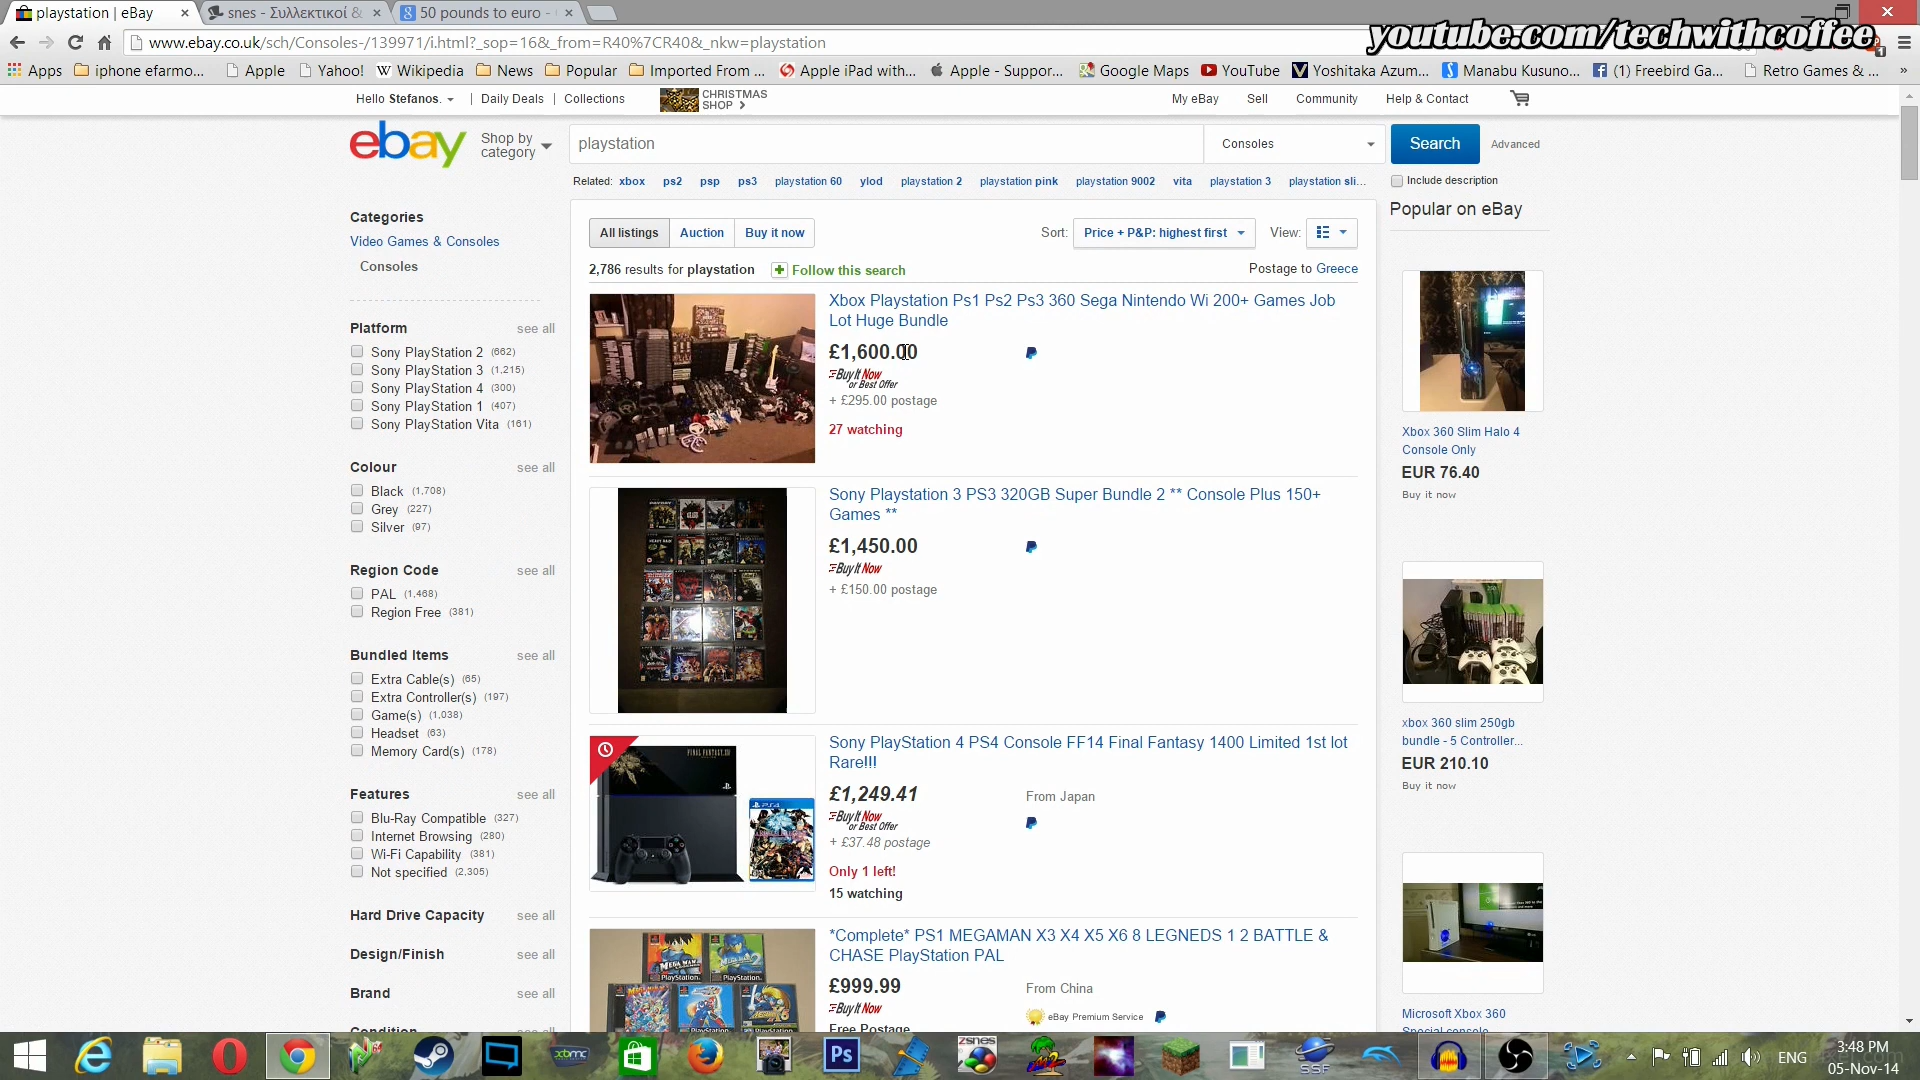 playstation | eBay
snes - Συλλεκτικοί &
50 pounds to euro -
www.ebay.co.uk/sch/Consoles-/139971/i.html?_sop=16&_from=R40%7CR40&_nkw=playstation
youtube.com/techwithcoffee
Apps
iphone efarmo...
Apple
Yahoo!
Wikipedia
News
Popular
Imported From ...
Apple iPad with...
Apple - Suppor...
Google Maps
YouTube
Yoshitaka Azum...
Manabu Kusuno...
(1) Freebird Ga...
Retro Games & ...
Hello Stefanos.
Daily Deals
Collections
CHRISTMAS
SHOP
My eBay
Sell
Community
Help & Contact
ebay
Shop by
category
playstation
Consoles
Search
Advanced
Related: xbox ps2 psp ps3 playstation 60 ylod playstation 2 playstation pink playstation 9002 vita playstation 3 playstation sli...
Include description
Categories
Video Games & Consoles
Consoles
Platform see all
Sony PlayStation 2 (662)
Sony PlayStation 3 (1,215)
Sony PlayStation 4 (300)
Sony PlayStation 1 (407)
Sony PlayStation Vita (161)
Colour see all
Black (1,708)
Grey (227)
Silver (97)
Region Code see all
PAL (1,468)
Region Free (381)
Bundled Items see all
Extra Cable(s) (65)
Extra Controller(s) (197)
Game(s) (1,038)
Headset (63)
Memory Card(s) (178)
Features see all
Blu-Ray Compatible (327)
Internet Browsing (280)
Wi-Fi Capability (381)
Not specified (2,305)
Hard Drive Capacity see all
Design/Finish see all
Brand see all
Condition
All listings
Auction
Buy it now
Sort: Price + P&P: highest first
View:
2,786 results for playstation
Follow this search
Postage to Greece
Xbox Playstation Ps1 Ps2 Ps3 360 Sega Nintendo Wi 200+ Games Job
Lot Huge Bundle
£1,600.00
Buy It Now
or Best Offer
+ £295.00 postage
27 watching
Sony Playstation 3 PS3 320GB Super Bundle 2 ** Console Plus 150+
Games **
£1,450.00
Buy It Now
+ £150.00 postage
Sony PlayStation 4 PS4 Console FF14 Final Fantasy 1400 Limited 1st lot
Rare!!!
£1,249.41
From Japan
Buy It Now
or Best Offer
+ £37.48 postage
Only 1 left!
15 watching
*Complete* PS1 MEGAMAN X3 X4 X5 X6 8 LEGNEDS 1 2 BATTLE &
CHASE PlayStation PAL
£999.99
From China
Buy It Now
eBay Premium Service
Free Postage
Popular on eBay
Xbox 360 Slim Halo 4
Console Only
EUR 76.40
Buy it now
xbox 360 slim 250gb
bundle - 5 Controller...
EUR 210.10
Buy it now
Microsoft Xbox 360
Special console
xbmc
Ps
ZSNES
SSF
ENG
3:48 PM
05-Nov-14